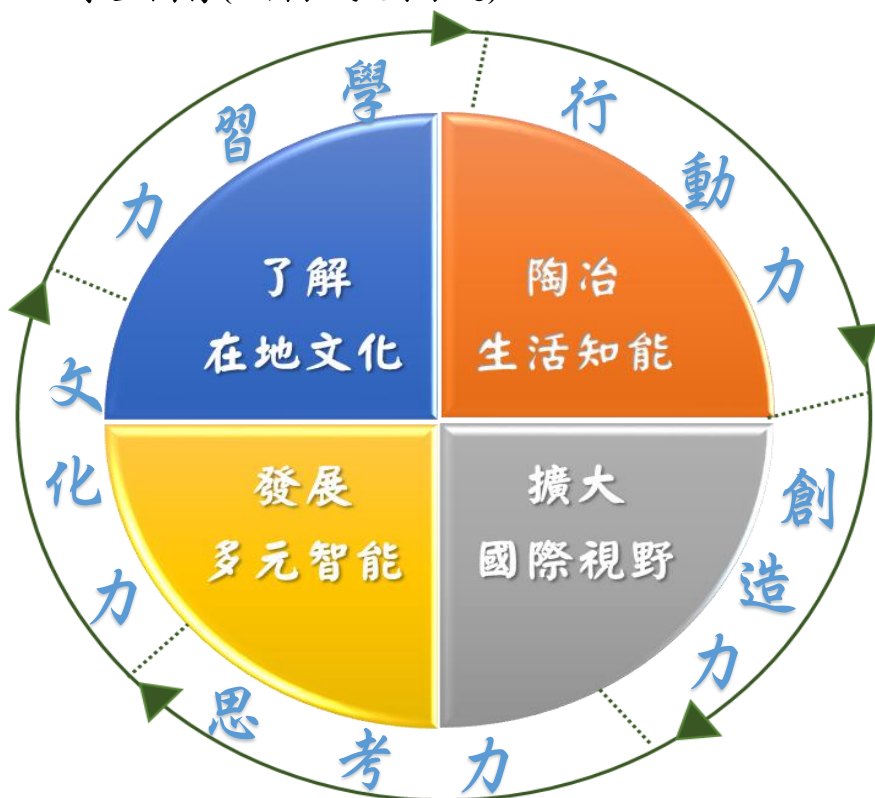 學習力
行動力
創造力
思考力
文化力
了解
在地文化
陶冶
生活知能
發展
多元智能
擴大
國際視野